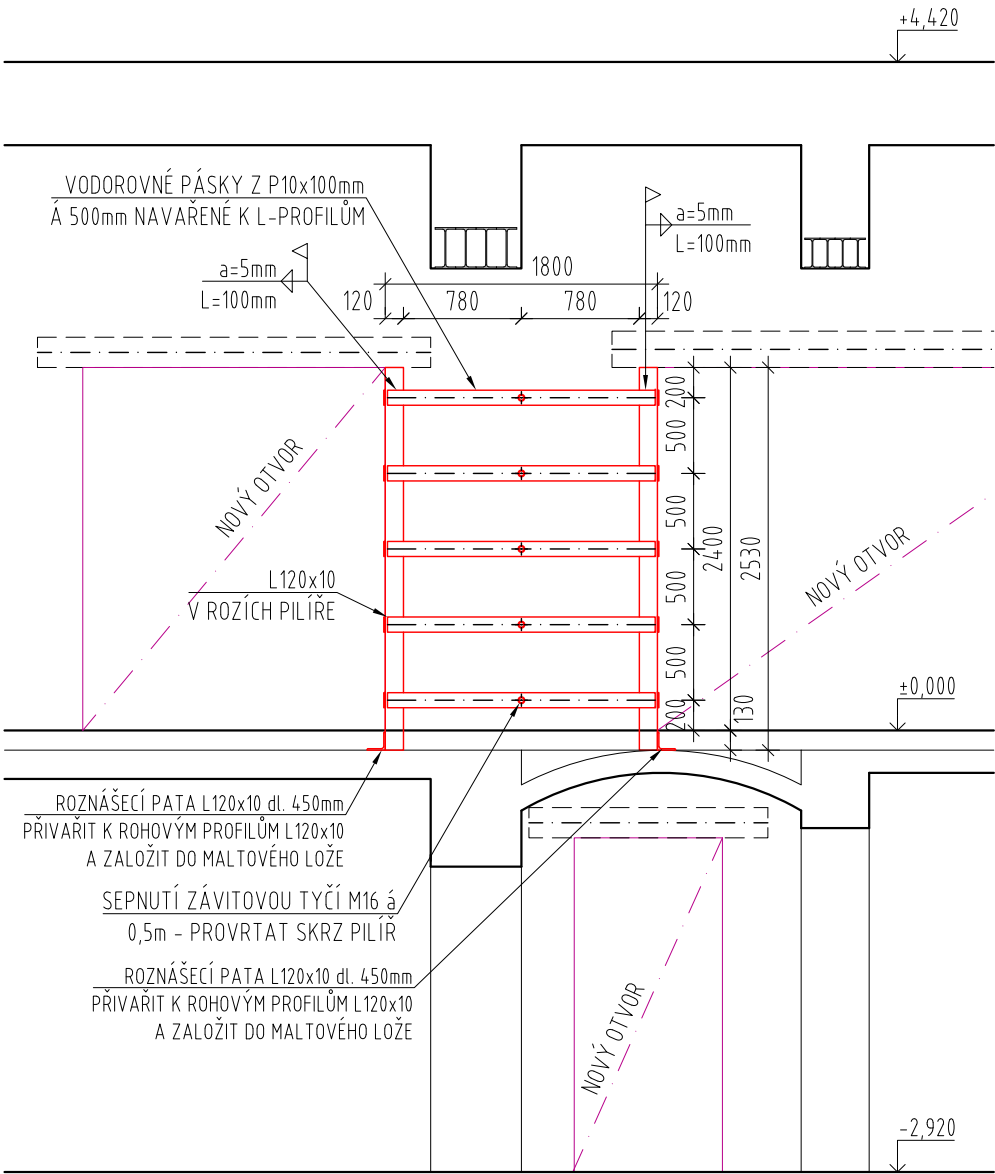 +4,420
VODOROVNÉ PÁSKY Z P10x100mm
Á 500mm NAVAŘENÉ K L-PROFILŮM
a=5mm
L=100mm
a=5mm
L=100mm
1800
120
780
780
120
200
500
500
500
500
200
2400
130
2530
NOVÝ OTVOR
NOVÝ OTVOR
L120x10
V ROZÍCH PILÍŘE
±0,000
ROZNÁŠECÍ PATA L120x10 dl. 450mm
PŘIVAŘIT K ROHOVÝM PROFILŮM L120x10
A ZALOŽIT DO MALTOVÉHO LOŽE
SEPNUTÍ ZÁVITOVOU TYČÍ M16 á
0,5m - PROVRTAT SKRZ PILÍŘ
ROZNÁŠECÍ PATA L120x10 dl. 450mm
PŘIVAŘIT K ROHOVÝM PROFILŮM L120x10
A ZALOŽIT DO MALTOVÉHO LOŽE
NOVÝ OTVOR
-2,920